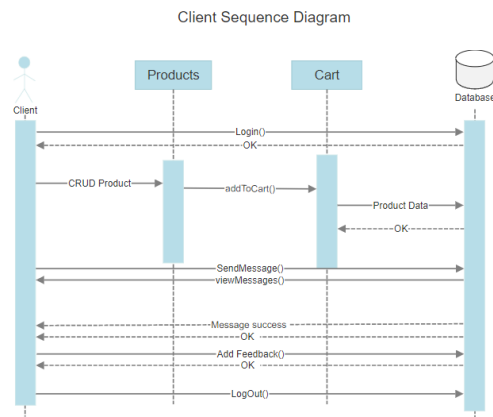 Client Sequence Diagram
Products
Cart
Client
Database
Login()
OK
CRUD Product
addToCart()
Product Data
OK
SendMessage()
viewMessages()
Message success
OK
Add Feedback()
OK
LogOut()